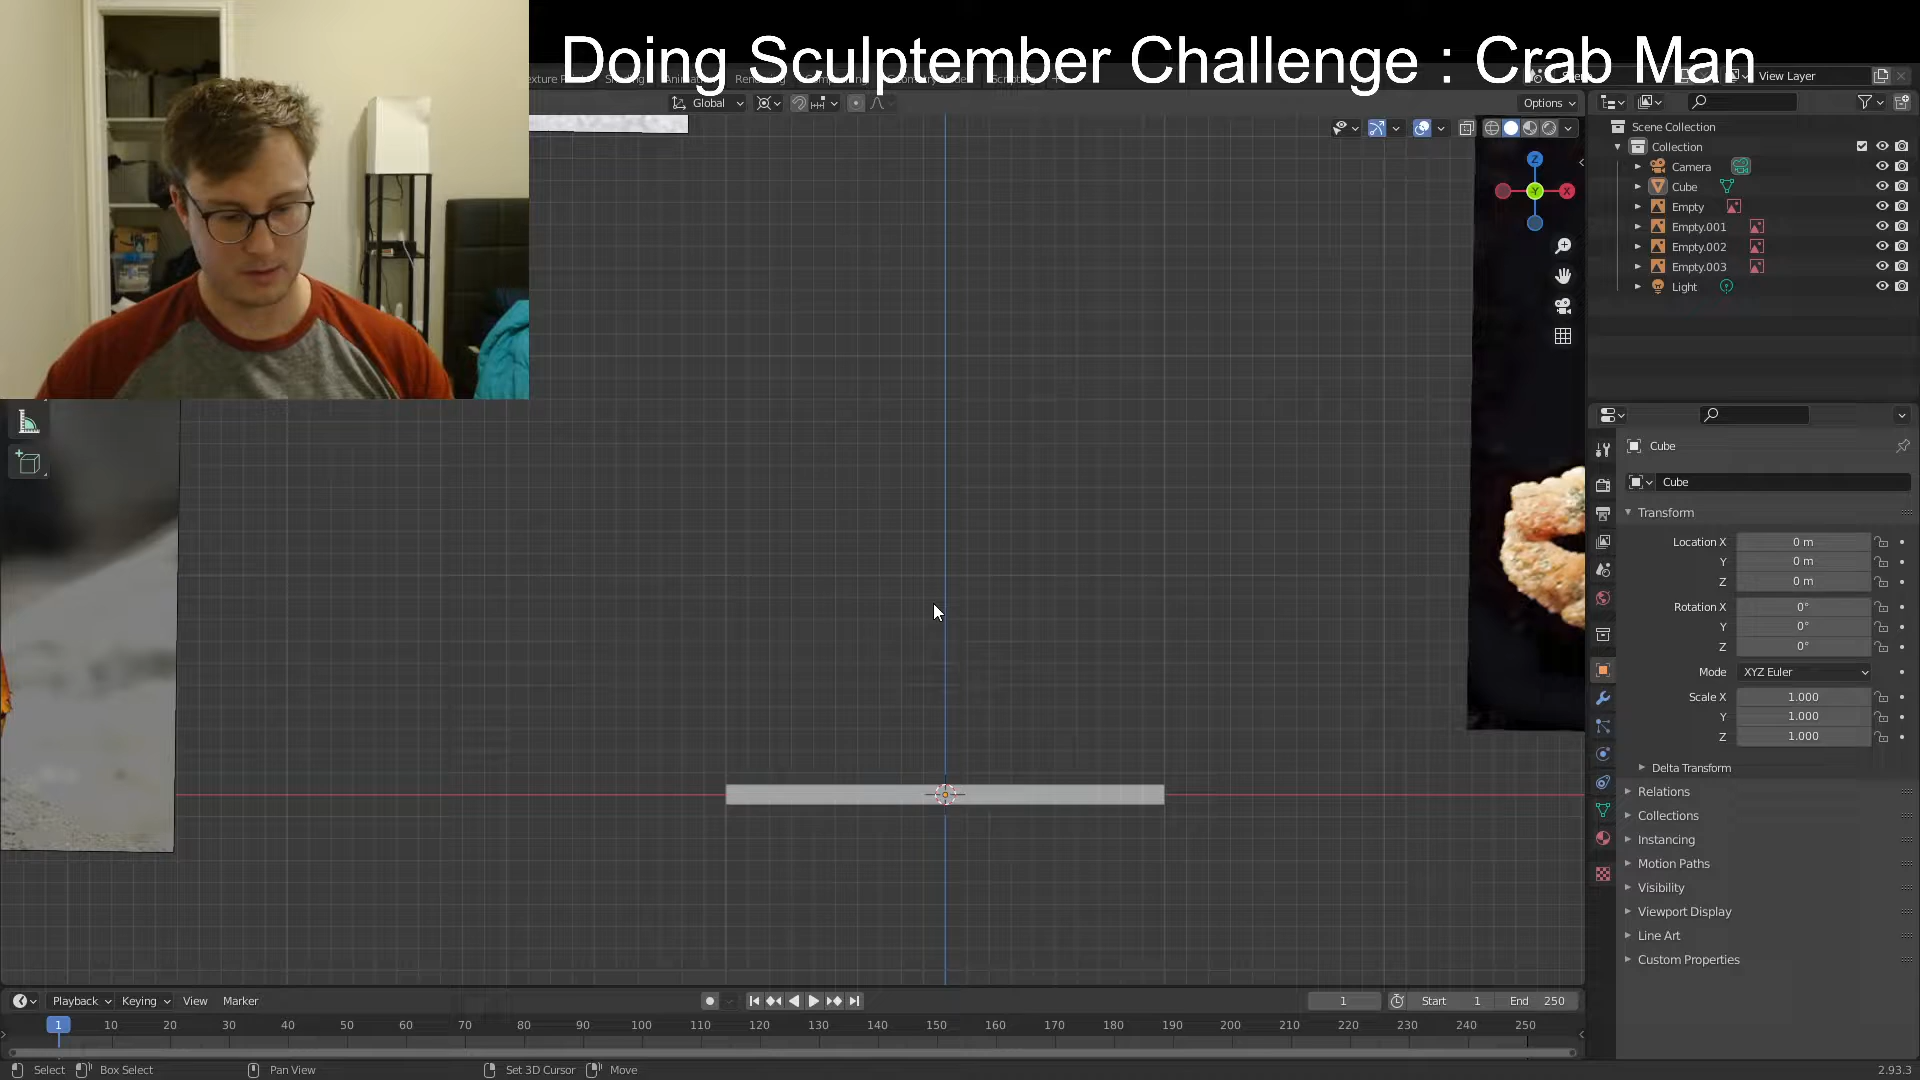 Doing Sculptember Challenge : Crab Man
View Layer
Global
Options
Scene Collection
Collection
Camera
Cube
Empty
Empty.001
Empty.002
Empty.003
Light
Cube
Cube
Transform
Location X 0 m
Y 0 m
Z 0 m
Rotation X 0°
Y 0°
Z 0°
Mode XYZ Euler
Scale X 1.000
Y 1.000
Z 1.000
Delta Transform
Relations
Collections
Instancing
Motion Paths
Visibility
Viewport Display
Line Art
Custom Properties
Z
Y
X
Playback Keying View Marker
1 Start 1 End 250
1 10 20 30 40 50 60 70 80 90 100 110 120 130 140 150 160 170 180 190 200 210 220 230 240 250
Select Box Select Pan View Set 3D Cursor Move 2.93.3